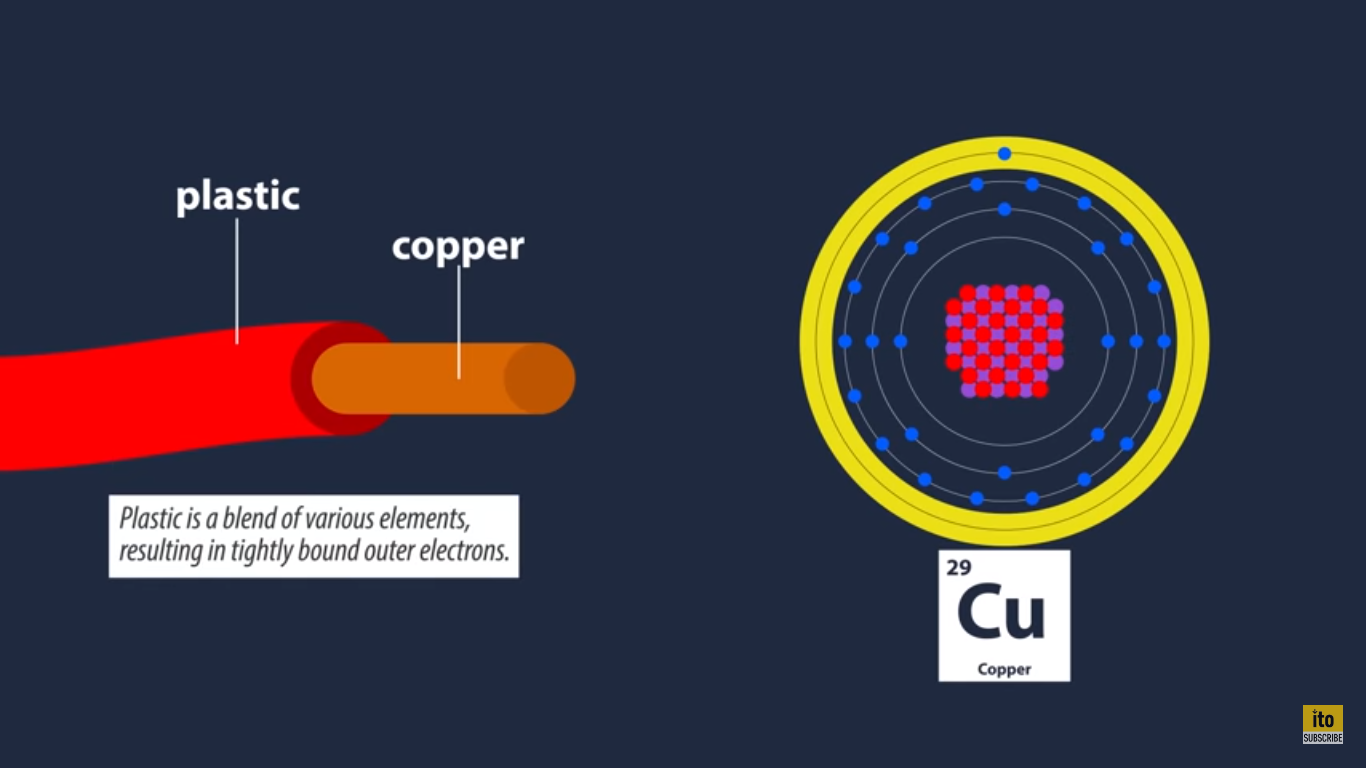 plastic
copper
Plastic is a blend of various elements,
resulting in tightly bound outer electrons.
29
Cu
Copper
ito
SUBSCRIBE